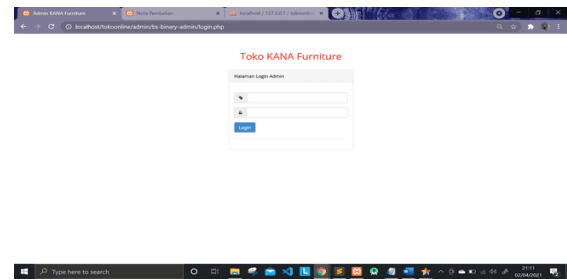 Admin KANA Furniture
Nota Pembelian
localhost / 127.0.0.1 / tokoonlin
localhost/tokoonline/admin/bs-binary-admin/login.php
Toko KANA Furniture
Halaman Login Admin
Login
Type here to search
21:11
02/04/2021